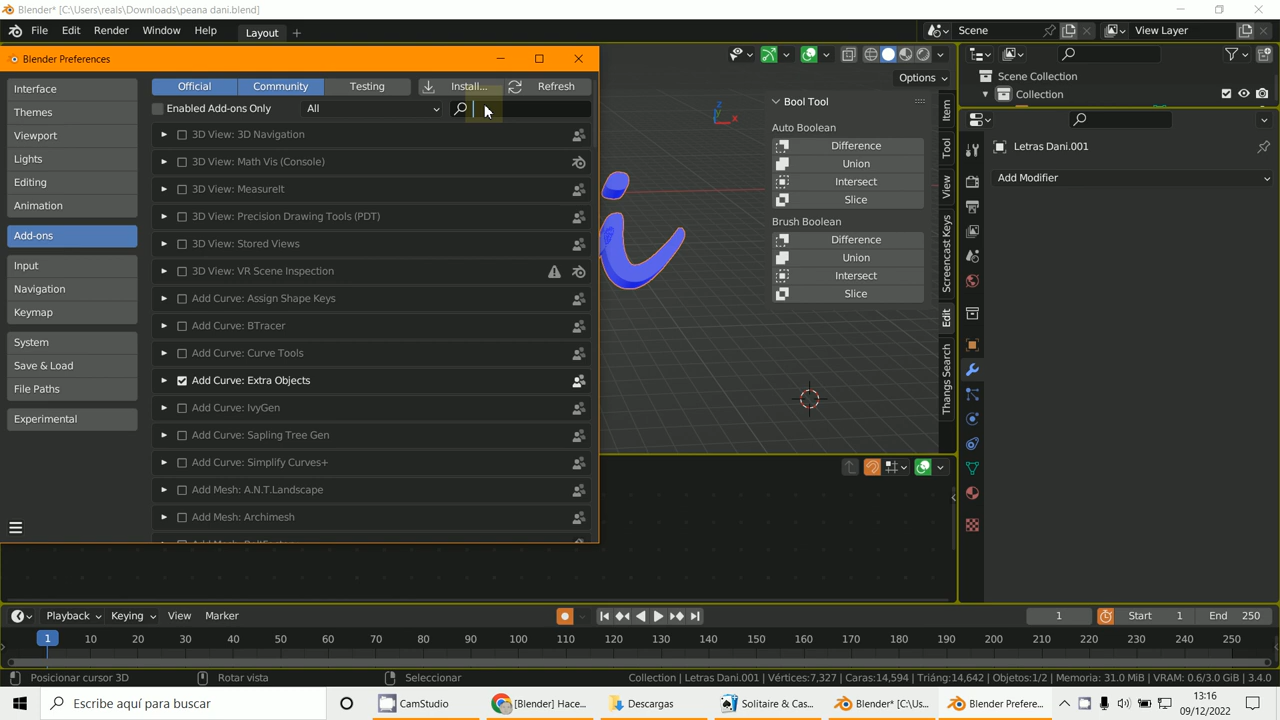 Blender* [C:\Users\reals\Downloads\peana dani.blend]
File Edit Render Window Help Layout + Scene View Layer
Blender Preferences
Options
Scene Collection
Collection
Interface
Themes
Viewport
Lights
Editing
Animation
Add-ons
Input
Navigation
Keymap
System
Save & Load
File Paths
Experimental
Official Community Testing Install... Refresh
Enabled Add-ons Only All
3D View: 3D Navigation
3D View: Math Vis (Console)
3D View: MeasureIt
3D View: Precision Drawing Tools (PDT)
3D View: Stored Views
3D View: VR Scene Inspection
Add Curve: Assign Shape Keys
Add Curve: BTracer
Add Curve: Curve Tools
Add Curve: Extra Objects
Add Curve: IvyGen
Add Curve: Sapling Tree Gen
Add Curve: Simplify Curves+
Add Mesh: A.N.T.Landscape
Add Mesh: Archimesh
z
y
x
Bool Tool
Auto Boolean
Difference
Union
Intersect
Slice
Brush Boolean
Difference
Union
Intersect
Slice
Item
Tool
View
Screencast Keys
Edit
Thangs Search
Letras Dani.001
Add Modifier
Playback Keying View Marker 1 Start 1 End 250
1 10 20 30 40 50 60 70 80 90 100 110 120 130 140 150 160 170 180 190 200 210 220 230 240 250
Posicionar cursor 3D Rotar vista Seleccionar Collection | Letras Dani.001 | Vértices:7,327 | Caras:14,594 | Triáng:14,642 | Objetos:1/2 | Memoria: 31.0 MiB | VRAM: 0.6/3.0 GiB | 3.4.0
Escribe aquí para buscar CamStudio [Blender] Hace... Descargas Solitaire & Cas... Blender* [C:\Us... Blender Prefere...
13:16
09/12/2022